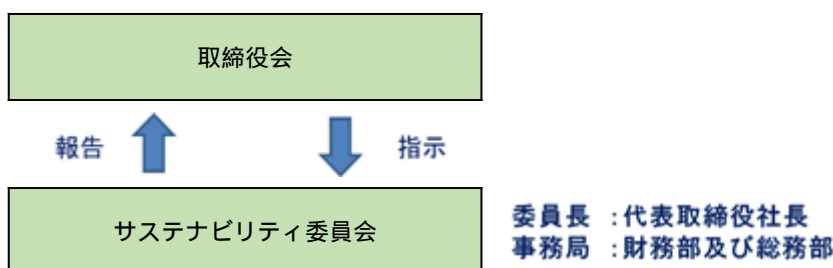 取締役会
報告
指示
サステナビリティ委員会
委員長 :代表取締役社長
事務局 :財務部及び総務部